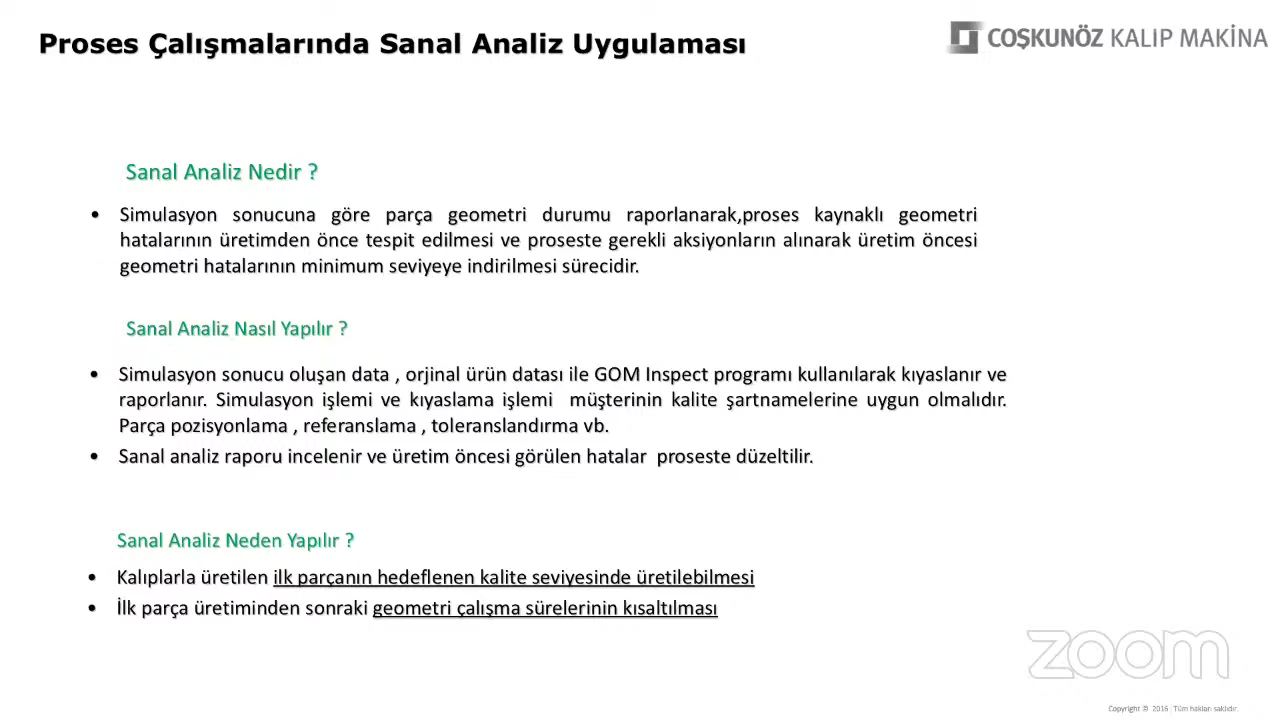 Proses Çalışmalarında Sanal Analiz Uygulaması
COŞKUNÖZ KALIP MAKİNA
Sanal Analiz Nedir ?
• Simulasyon sonucuna göre parça geometri durumu raporlanarak,proses kaynaklı geometri
hatalarının üretimden önce tespit edilmesi ve proseste gerekli aksiyonların alınarak üretim öncesi
geometri hatalarının minimum seviyeye indirilmesi sürecidir.
Sanal Analiz Nasıl Yapılır ?
• Simulasyon sonucu oluşan data , orjinal ürün datası ile GOM Inspect programı kullanılarak kıyaslanır ve
raporlanır. Simulasyon işlemi ve kıyaslama işlemi müşterinin kalite şartnamelerine uygun olmalıdır.
Parça pozisyonlama , referanslama , toleranslandırma vb.
• Sanal analiz raporu incelenir ve üretim öncesi görülen hatalar proseste düzeltilir.
Sanal Analiz Neden Yapılır ?
• Kalıplarla üretilen ilk parçanın hedeflenen kalite seviyesinde üretilebilmesi
• İlk parça üretiminden sonraki geometri çalışma sürelerinin kısaltılması
zoom
Copyright © 2016 Tüm hakları saklıdır.